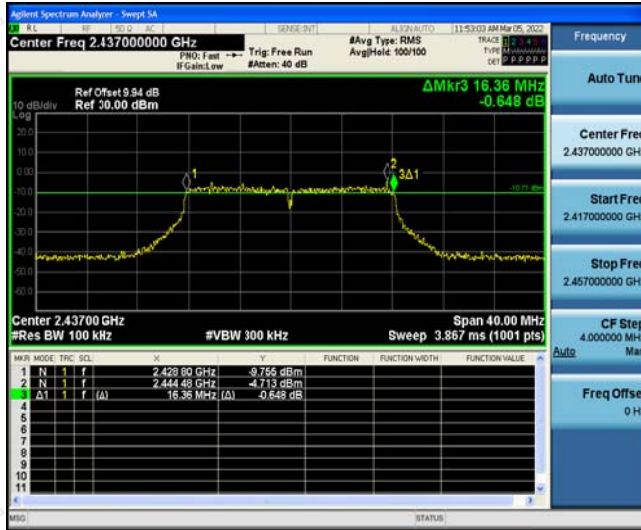 Agilent Spectrum Analyzer - Swept SA
RL RF 50 Ω AC SENSE:INT ALIGNAUTO 11:53:03 AM Mar 05, 2022
Center Freq 2.437000000 GHz
#Avg Type: RMS
TRACE 1 2 3 4 5 6
PNO: Fast
Trig: Free Run
Avg|Hold: 100/100
TYPE
IFGain:Low
#Atten: 40 dB
DET P P P P P P
ΔMkr3 16.36 MHz
-0.648 dB
Ref Offset 9.94 dB
10 dB/div Ref 30.00 dBm
Log
20.0
10.0
0.00
-10.0
-20.0
-30.0
-40.0
-50.0
-60.0
1
2
3Δ1
-10.71 dBm
Center 2.43700 GHz Span 40.00 MHz
#Res BW 100 kHz #VBW 300 kHz Sweep 3.867 ms (1001 pts)
MKR MODE TRC SCL X Y FUNCTION FUNCTION WIDTH FUNCTION VALUE
1 N 1 f 2.428 80 GHz -9.755 dBm
2 N 1 f 2.444 48 GHz -4.713 dBm
3 Δ1 1 f (Δ) 16.36 MHz (Δ) -0.648 dB
4
5
6
7
8
9
10
11
MSG STATUS
Frequency
Auto Tun
Center Fre
2.437000000 GH
Start Fre
2.417000000 GH
Stop Fre
2.457000000 GH
CF Step
4.000000 MH
Auto Ma
Freq Offse
0 H